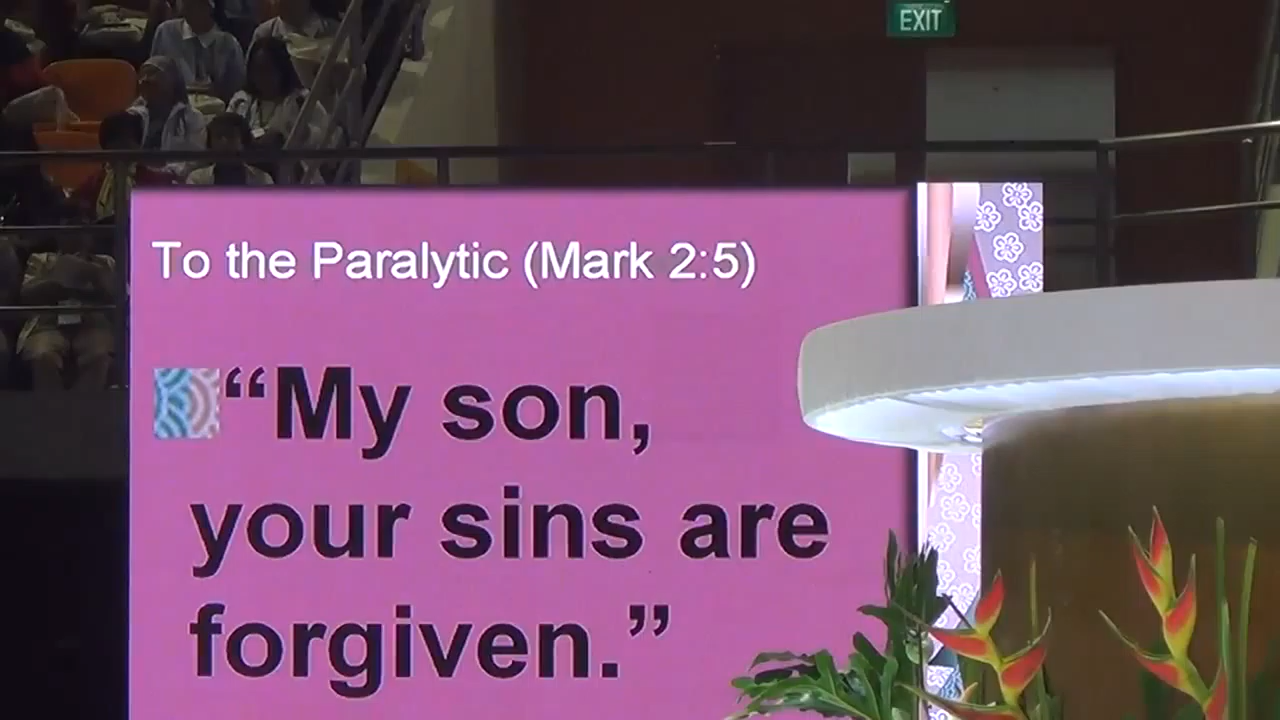 EXIT
To the Paralytic (Mark 2:5)
“My son,
your sins are
forgiven.”